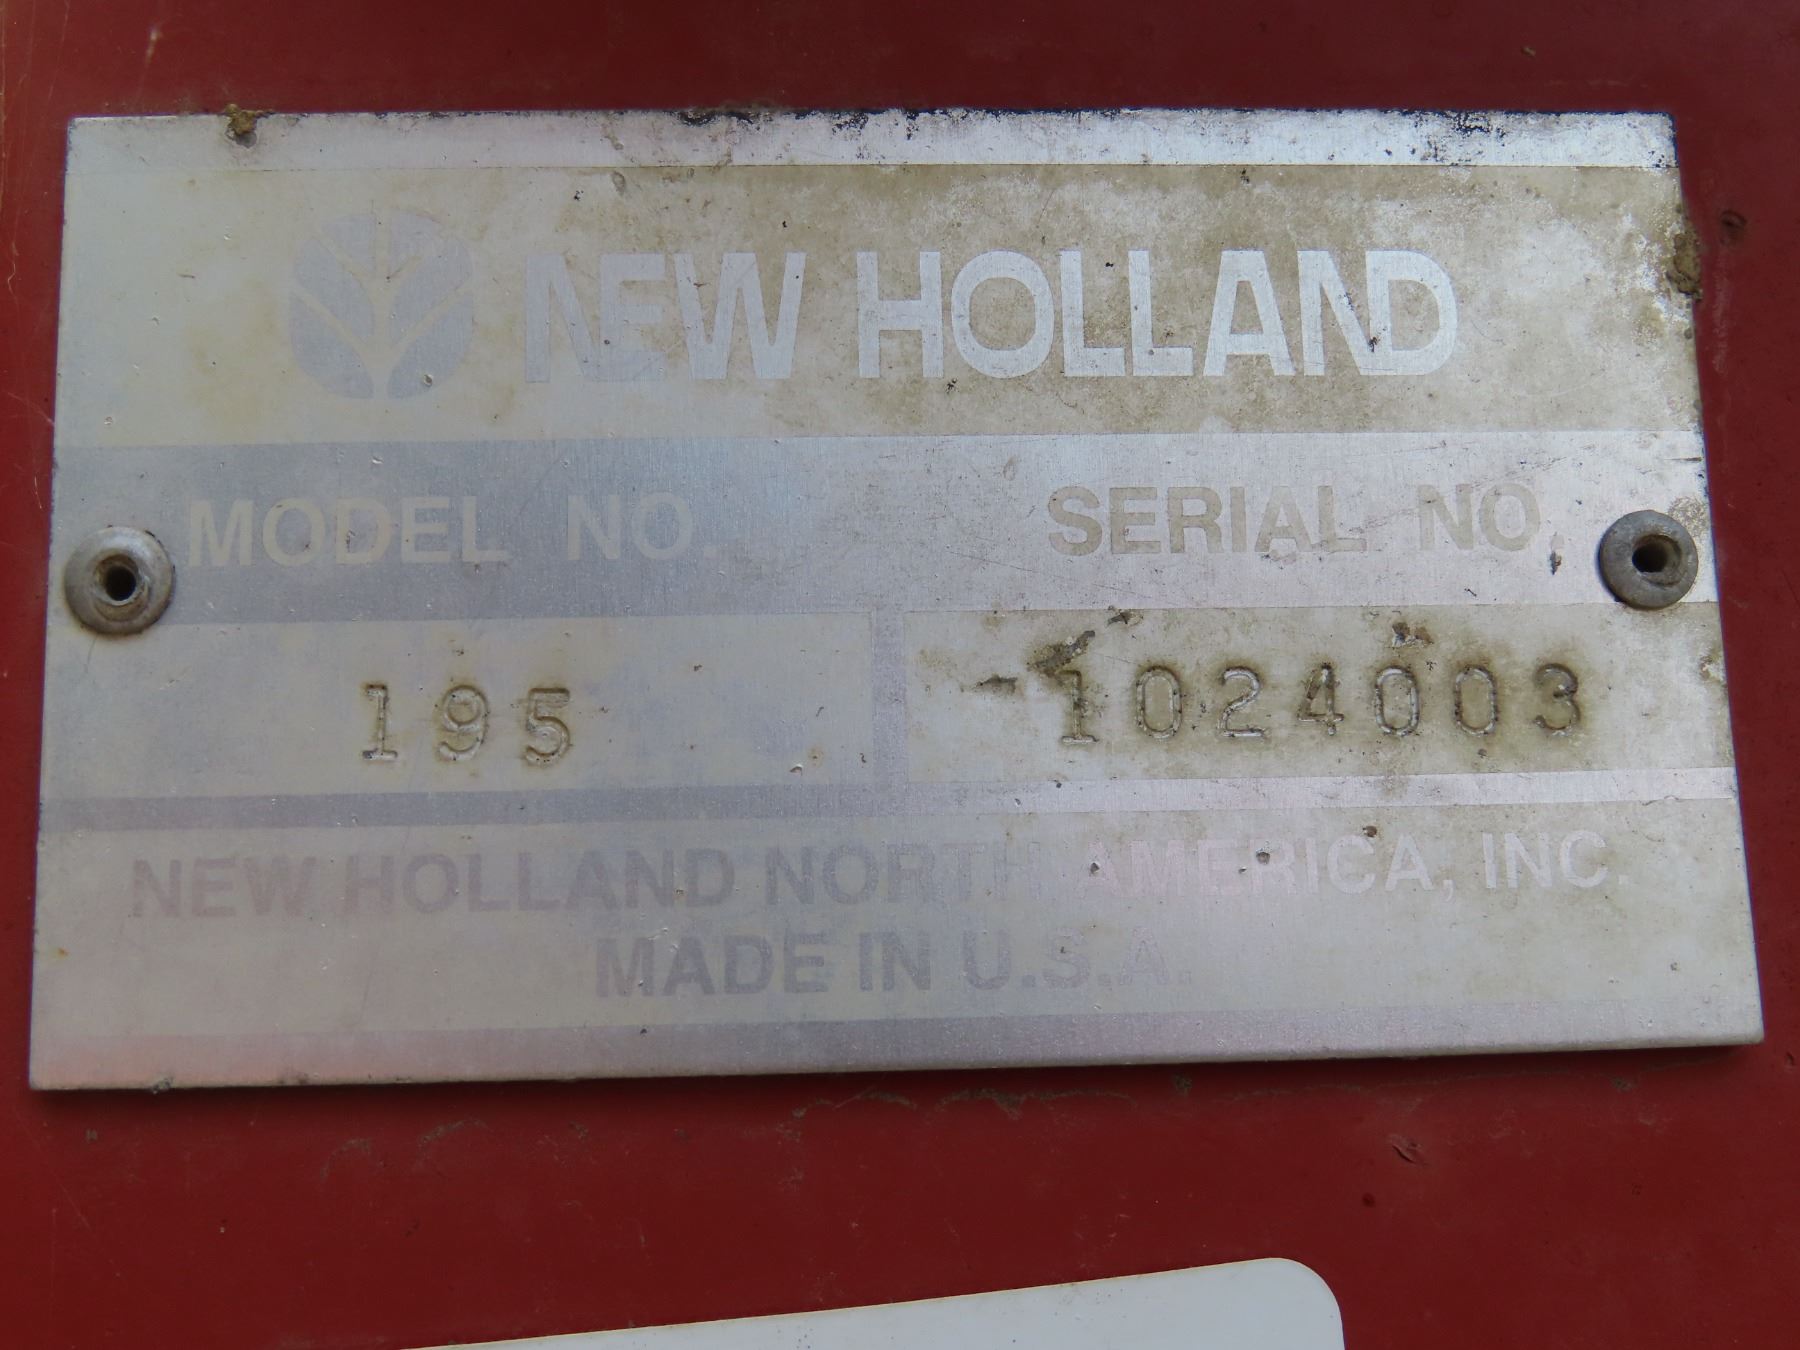 NEW HOLLAND
MODEL NO. SERIAL NO.
195 1024003
NEW HOLLAND NORTH AMERICA, INC.
MADE IN U.S.A.